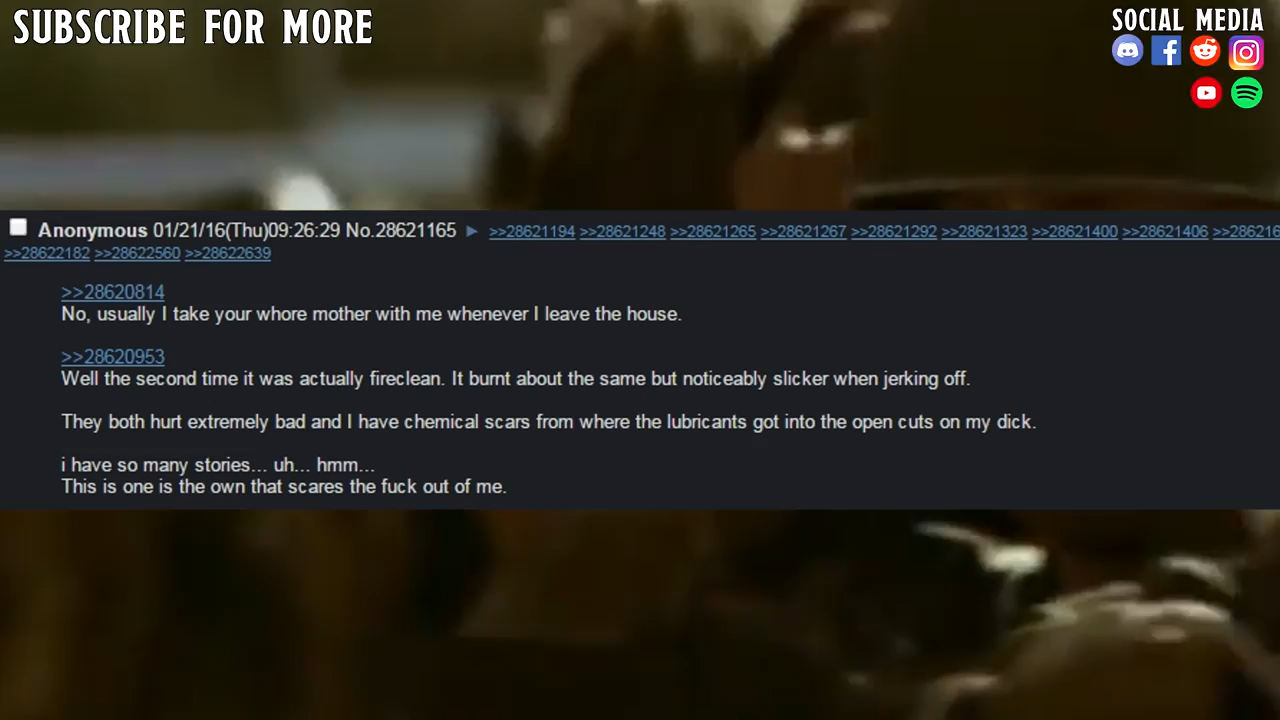 SUBSCRIBE FOR MORE
SOCIAL MEDIA
Anonymous 01/21/16(Thu)09:26:29 No.28621165 ▶ >>28621194 >>28621248 >>28621265 >>28621267 >>28621292 >>28621323 >>28621400 >>28621406 >>286216
>>28622182 >>28622560 >>28622639
>>28620814
No, usually I take your whore mother with me whenever I leave the house.
>>28620953
Well the second time it was actually fireclean. It burnt about the same but noticeably slicker when jerking off.
They both hurt extremely bad and I have chemical scars from where the lubricants got into the open cuts on my dick.
i have so many stories... uh... hmm...
This is one is the own that scares the fuck out of me.